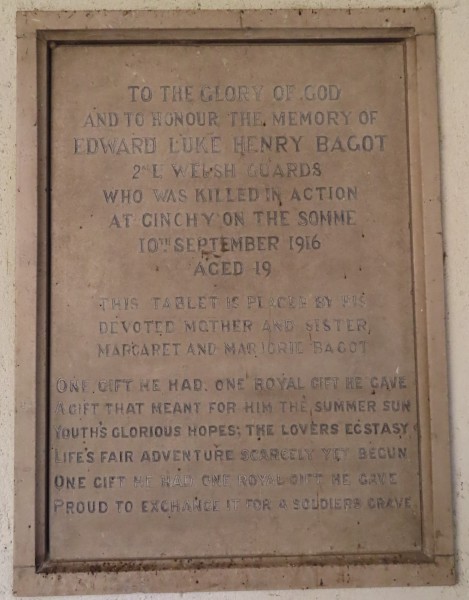 TO THE GLORY OF GOD
AND TO HONOUR THE MEMORY OF
EDWARD LUKE HENRY BAGOT
2ND WELSH GUARDS
WHO WAS KILLED IN ACTION
AT GINCHY ON THE SOMME
10TH SEPTEMBER 1916
AGED 19
THIS TABLET IS PLACED BY HIS
DEVOTED MOTHER AND SISTER,
MARGARET AND MARJORIE BAGOT
ONE GIFT HE HAD. ONE ROYAL GIFT HE GAVE
A GIFT THAT MEANT FOR HIM THE SUMMER SUN
YOUTH'S GLORIOUS HOPES; THE LOVERS ECSTASY
LIFE'S FAIR ADVENTURE SCARCELY YET BEGUN
ONE GIFT HE HAD ONE ROYAL GIFT HE GAVE
PROUD TO EXCHANGE IT FOR A SOLDIERS GRAVE